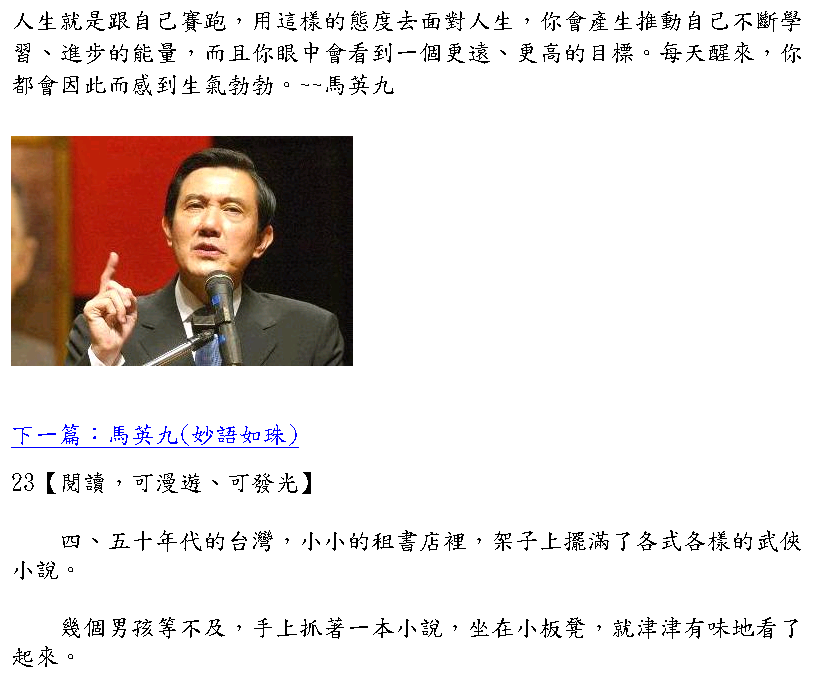 人生就是跟自己賽跑，用這樣的態度去面對人生，你會產生推動自己不斷學
習、進步的能量，而且你眼中會看到一個更遠、更高的目標。每天醒來，你
都會因此而感到生氣勃勃。~~馬英九
下一篇：馬英九(妙語如珠)
23【閱讀，可漫遊、可發光】
四、五十年代的台灣，小小的租書店裡，架子上擺滿了各式各樣的武俠
小說。
幾個男孩等不及，手上抓著一本小說，坐在小板凳，就津津有味地看了
起來。